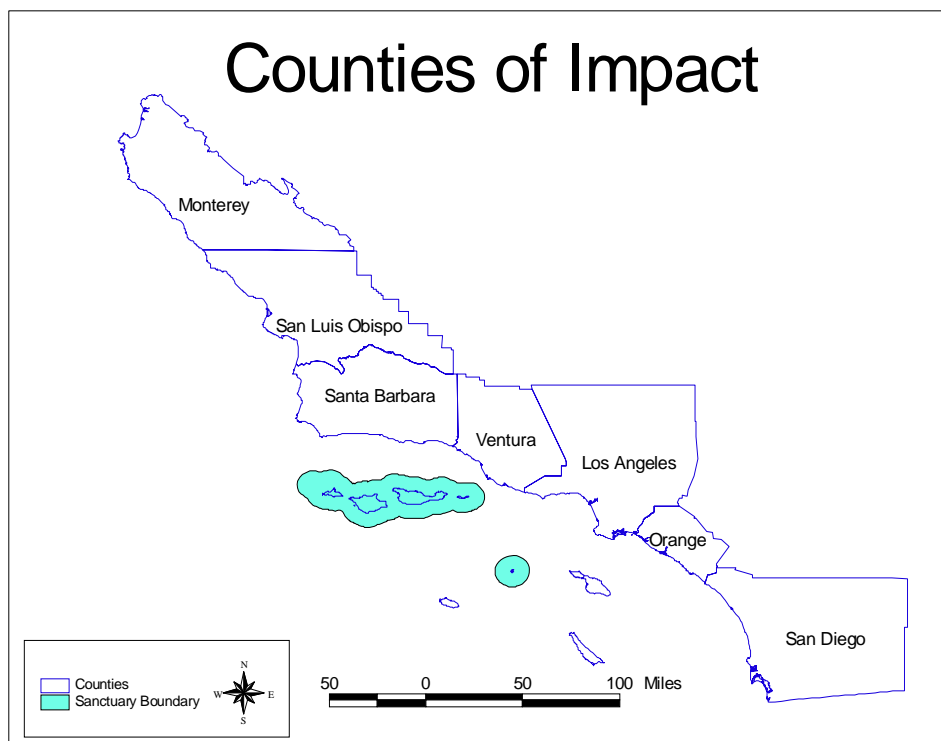 Counties of Impact
Monterey
San Luis Obispo
Santa Barbara
Ventura
Los Angeles
Orange
San Diego
50 0 50 100 Miles
Counties
Sanctuary Boundary
N
W E
S